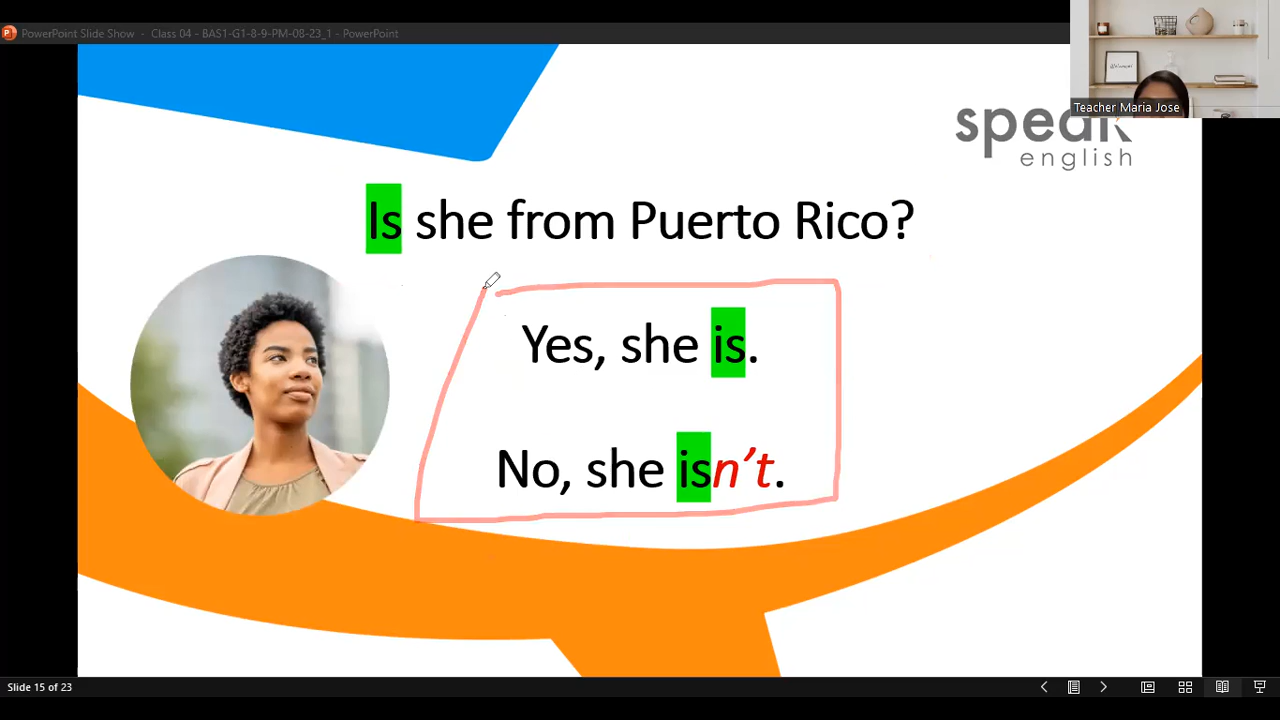 PowerPoint Slide Show - Class 04 - BAS1-G1-8-9-PM-08-23_1 - PowerPoint
Welcome!
Teacher Maria Jose
speak
english
Is she from Puerto Rico?
Yes, she is.
No, she isn't.
Slide 15 of 23